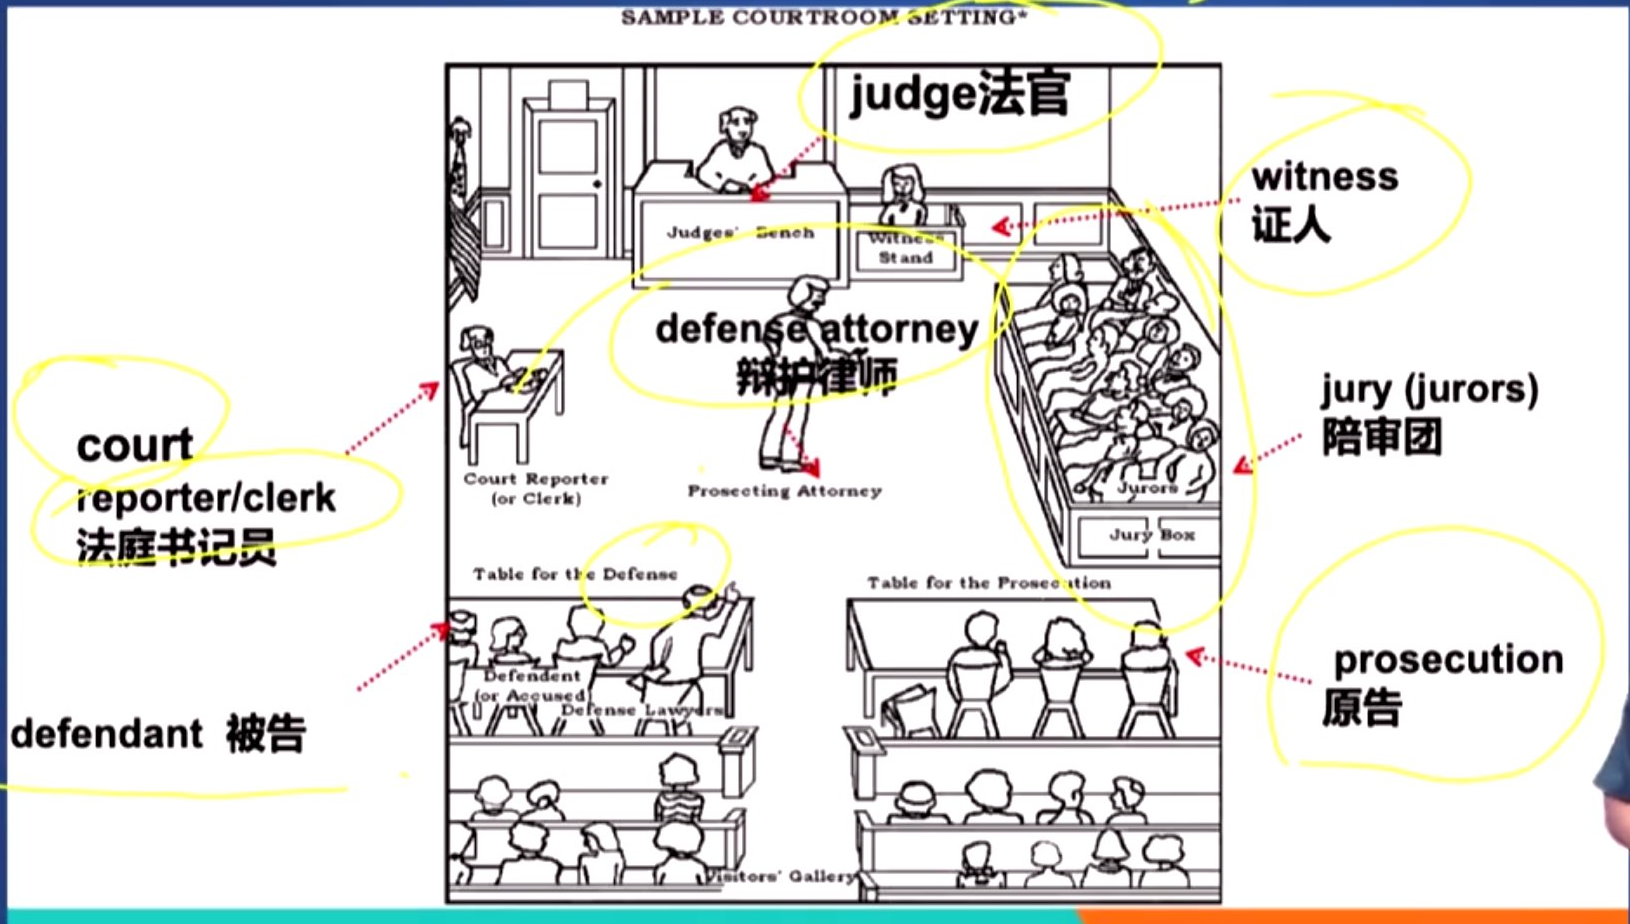 SAMPLE COURTROOM SETTING*
judge法官
witness
证人
Judges' Bench
Witness
Stand
defense attorney
辩护律师
jury (jurors)
陪审团
court
reporter/clerk
法庭书记员
Court Reporter
(or Clerk)
Prosecting Attorney
Jurors
Jury Box
Table for the Defense
Table for the Prosecution
prosecution
原告
Defendent
(or Accused)
Defense Lawyers
defendant 被告
Visitors' Gallery